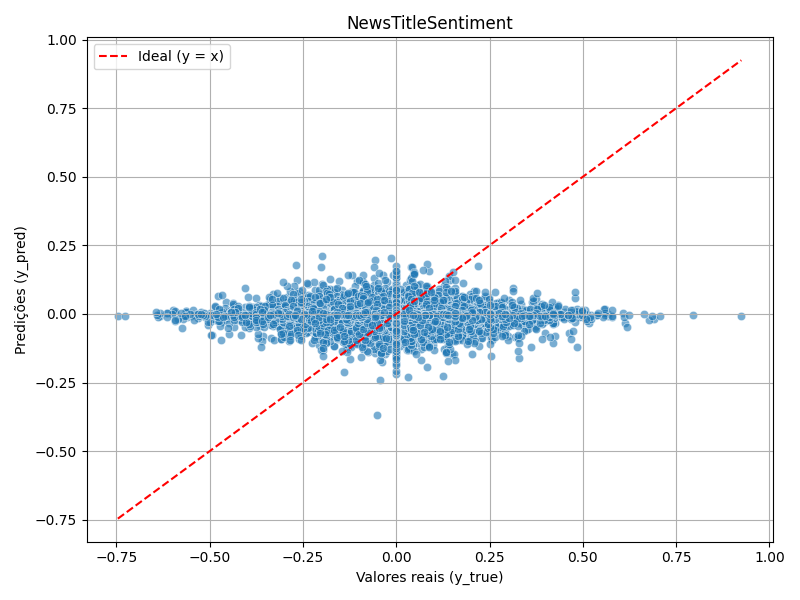 NewsTitleSentiment
Ideal (y = x)
1.00
0.75
0.50
0.25
0.00
−0.25
−0.50
−0.75
Predições (y_pred)
−0.75 −0.50 −0.25 0.00 0.25 0.50 0.75 1.00
Valores reais (y_true)